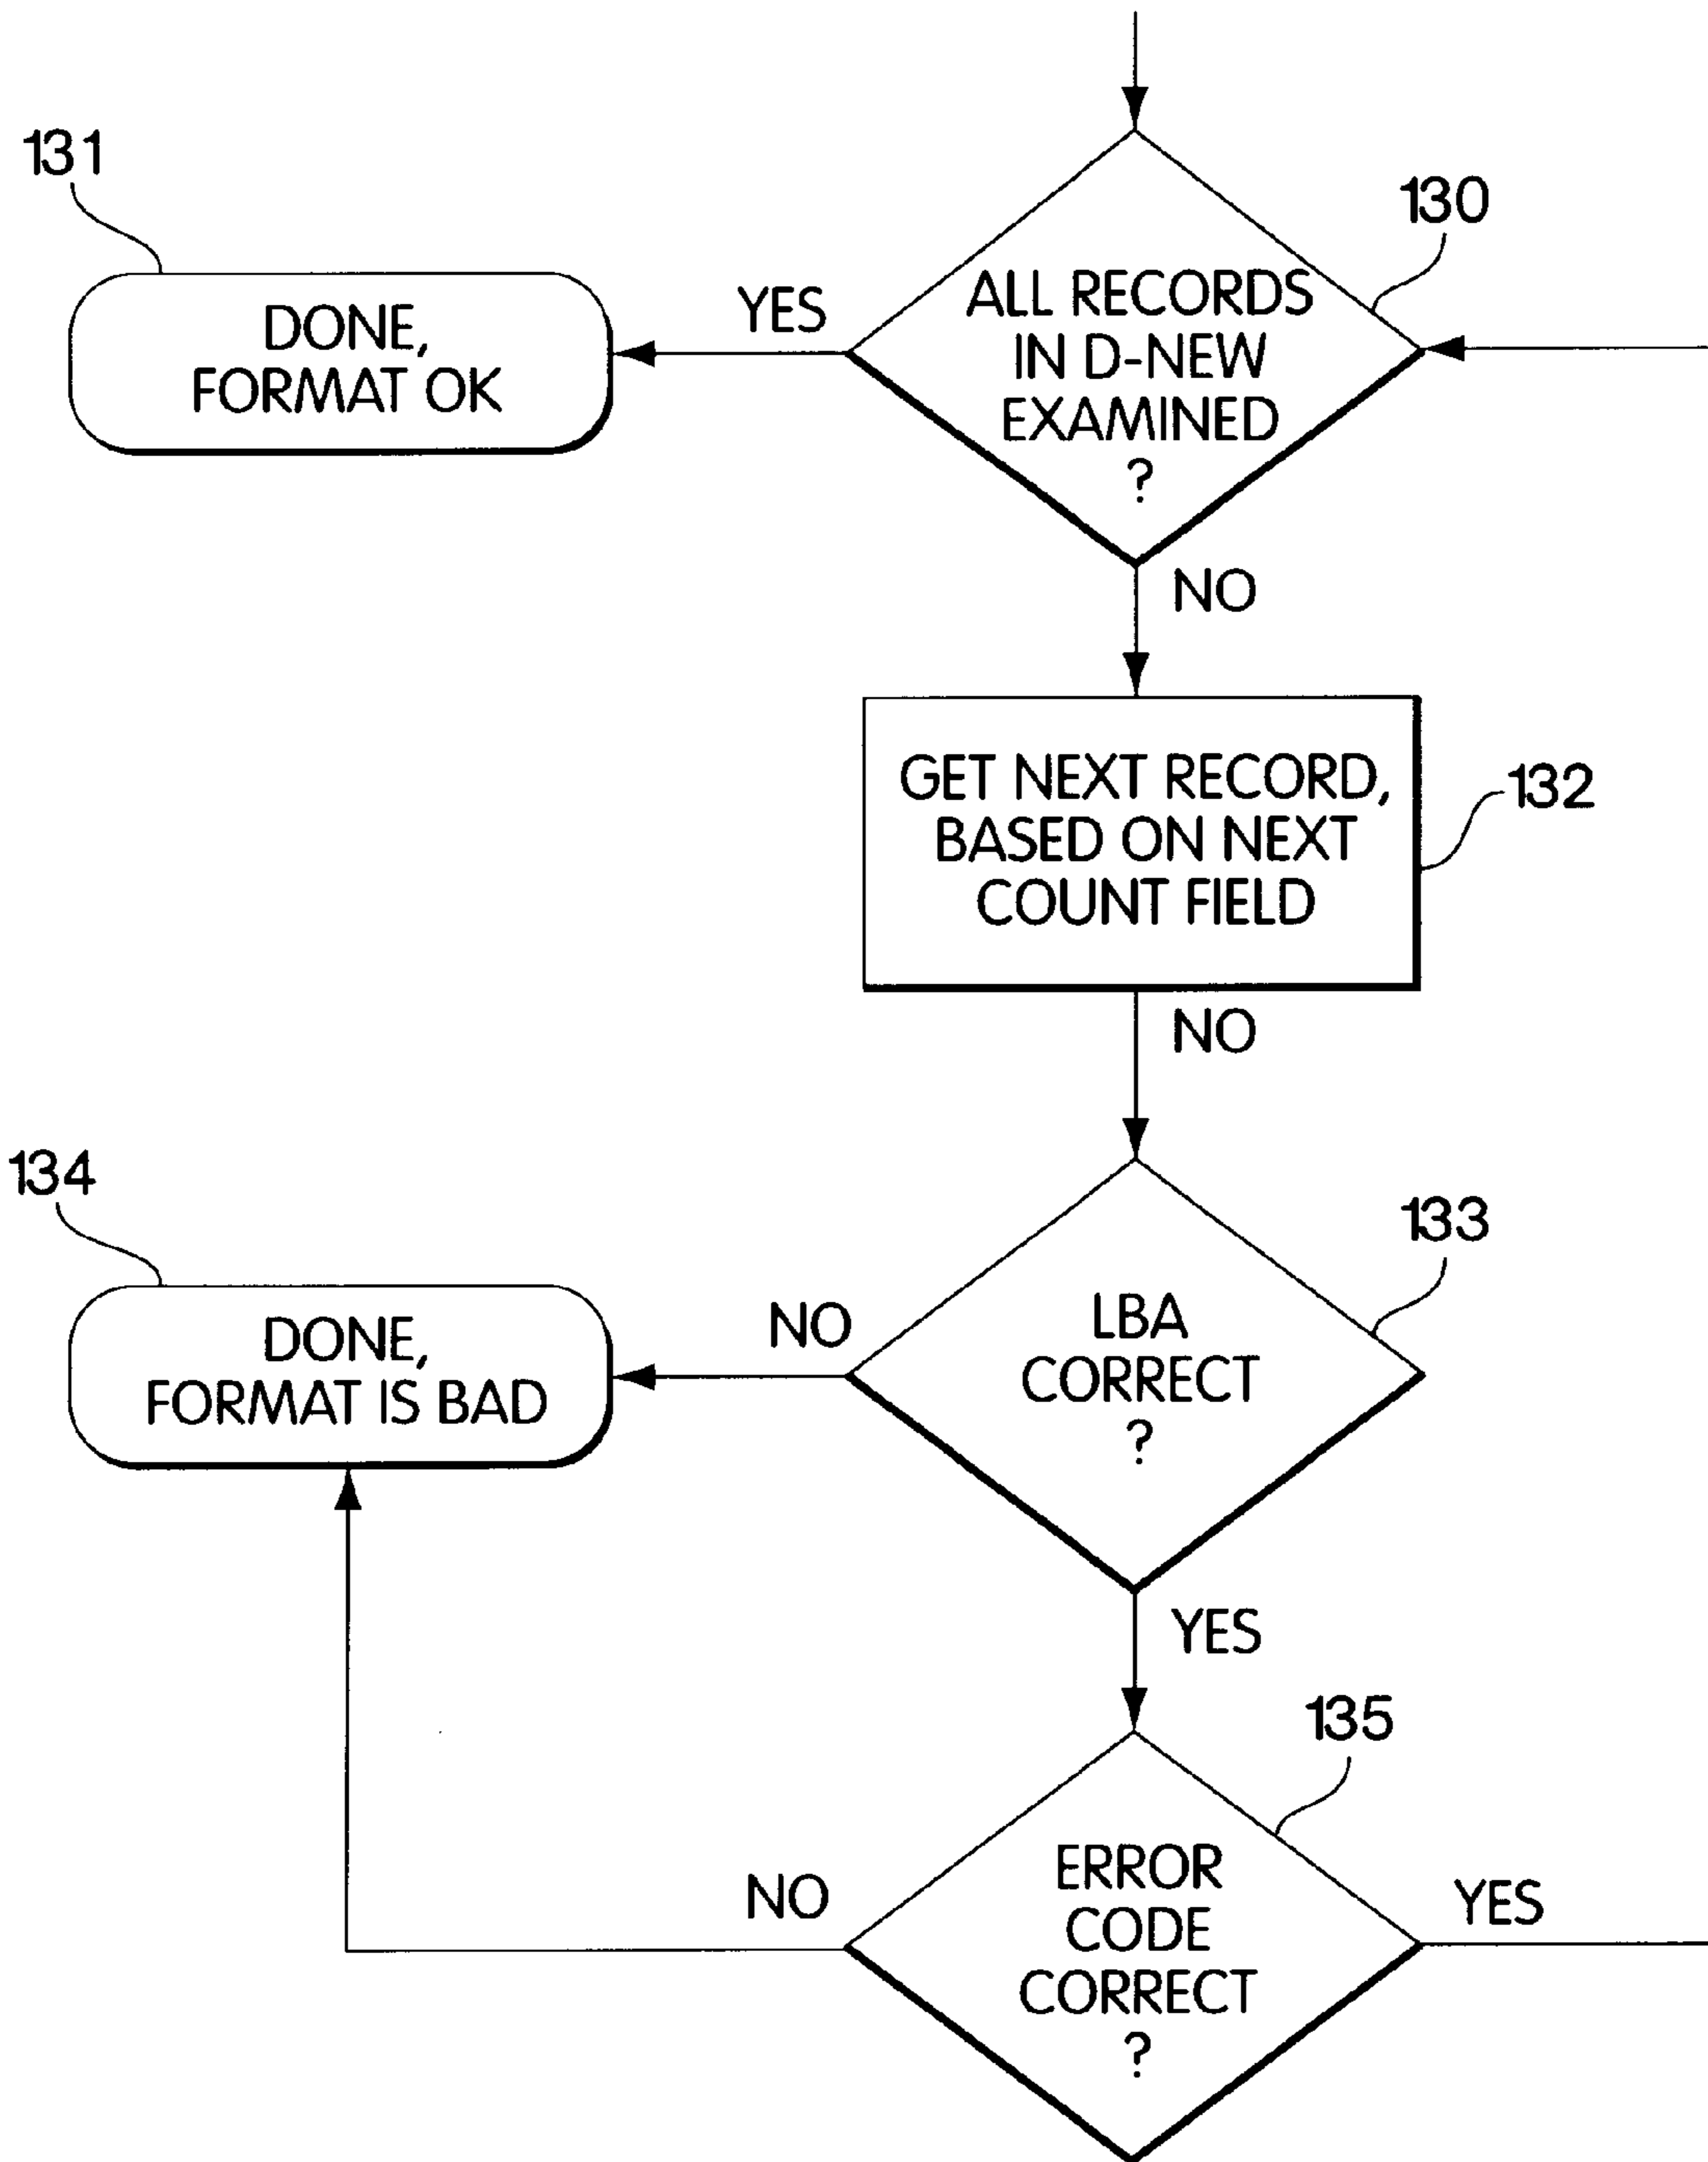 131
130
DONE,
FORMAT OK
YES
ALL RECORDS
IN D-NEW
EXAMINED
?
NO
GET NEXT RECORD,
BASED ON NEXT
COUNT FIELD
132
NO
134
133
DONE,
FORMAT IS BAD
NO
LBA
CORRECT
?
YES
135
NO
ERROR
CODE
CORRECT
?
YES